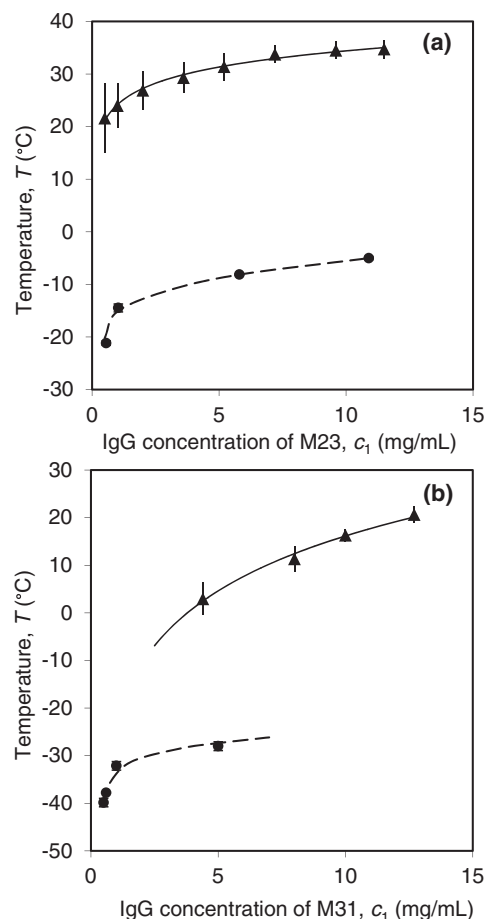 40
(a)
30
20
10
0
-10
-20
-30
Temperature, T (°C)
0 5 10 15
IgG concentration of M23, c₁ (mg/mL)
30
(b)
20
10
0
-10
-20
-30
-40
-50
Temperature, T (°C)
0 5 10 15
IgG concentration of M31, c₁ (mg/mL)